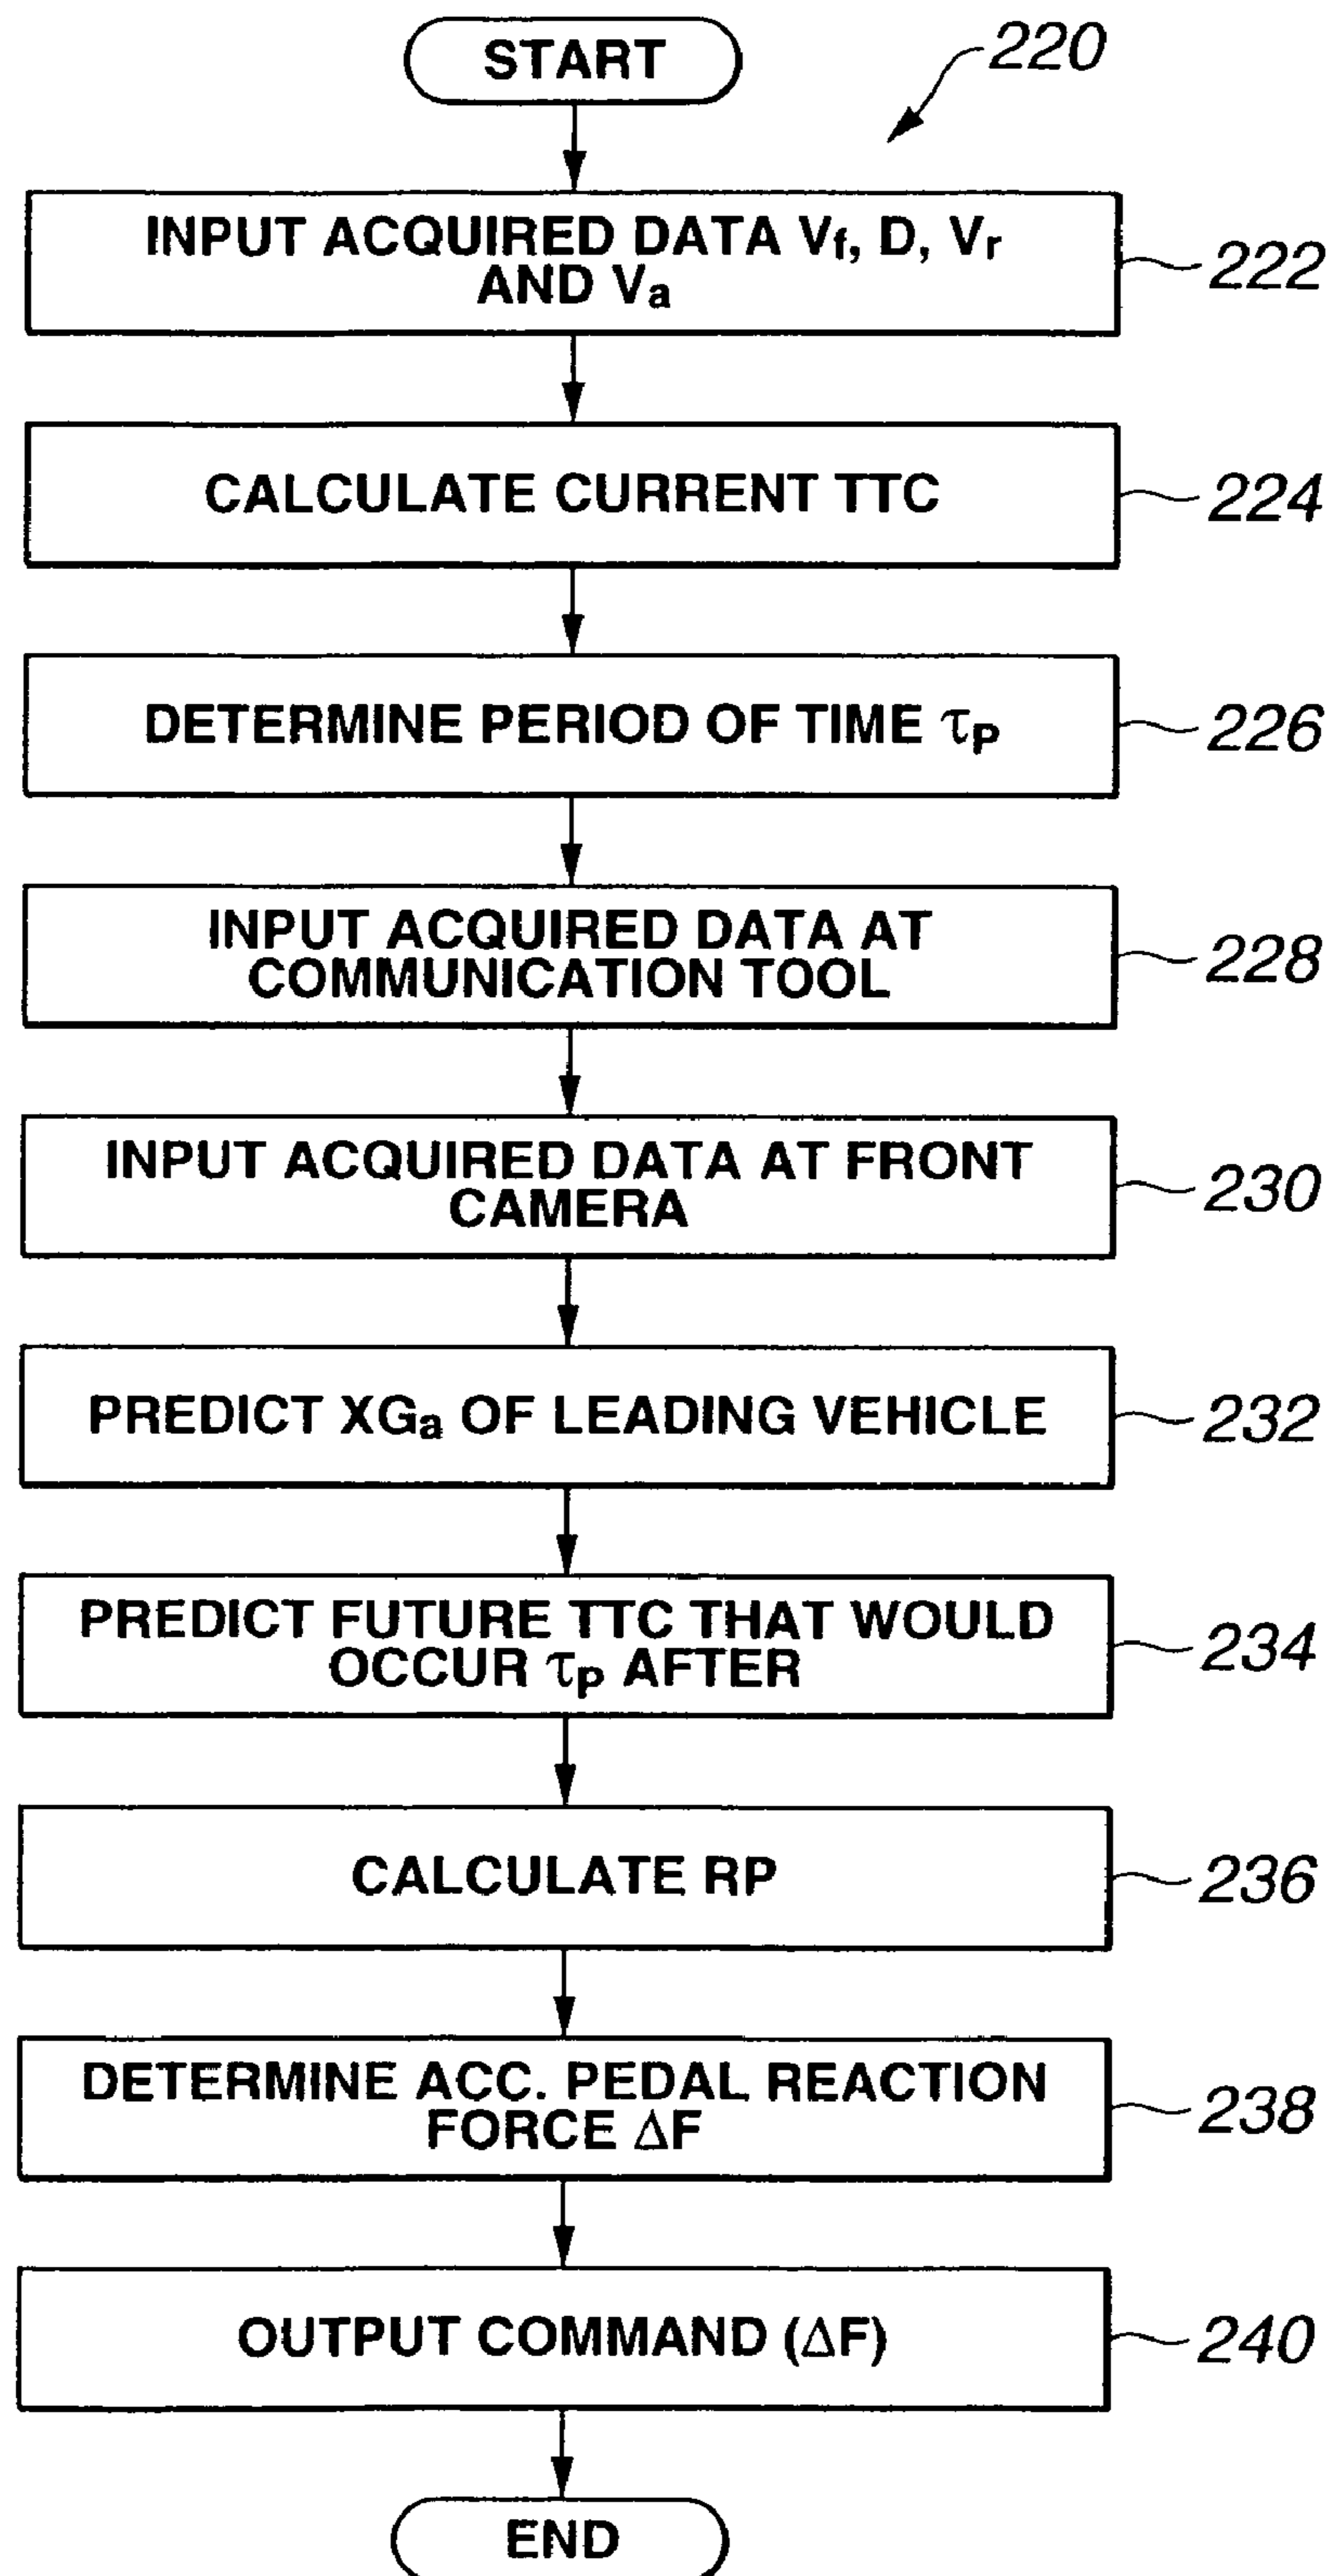 START
220
INPUT ACQUIRED DATA Vf, D, Vr
AND Va
222
CALCULATE CURRENT TTC
224
DETERMINE PERIOD OF TIME τP
226
INPUT ACQUIRED DATA AT
COMMUNICATION TOOL
228
INPUT ACQUIRED DATA AT FRONT
CAMERA
230
PREDICT XGa OF LEADING VEHICLE
232
PREDICT FUTURE TTC THAT WOULD
OCCUR τP AFTER
234
CALCULATE RP
236
DETERMINE ACC. PEDAL REACTION
FORCE ΔF
238
OUTPUT COMMAND (ΔF)
240
END